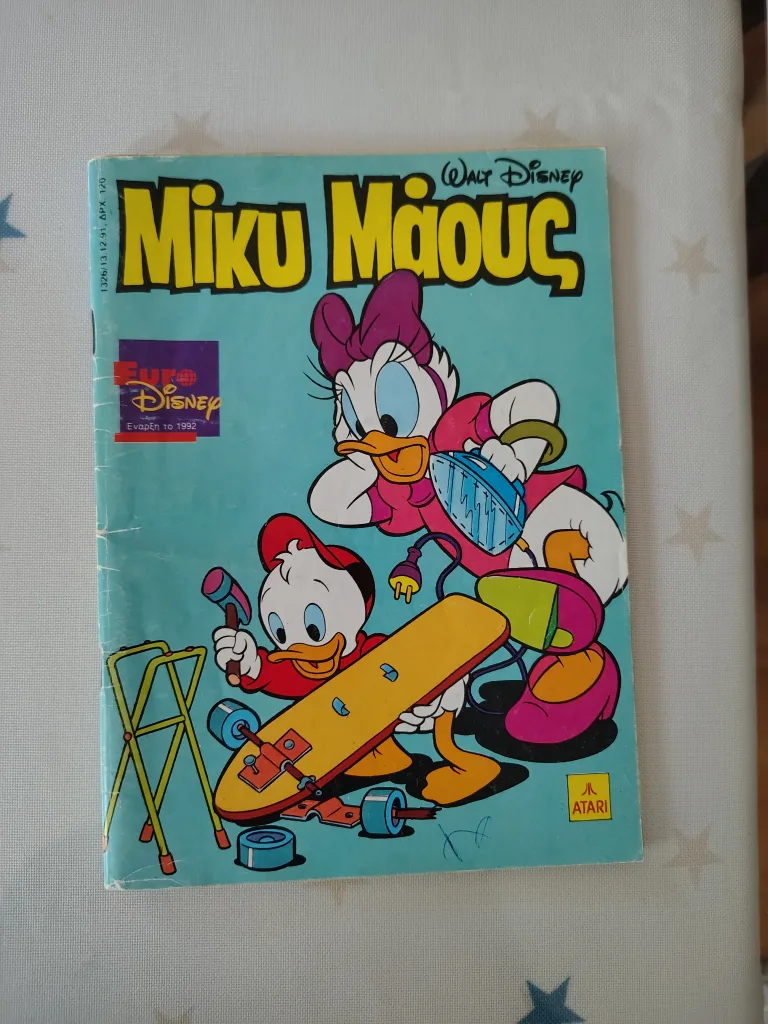 WALT DISNEY
Μίκυ Μάους
1326/13.12.91. ΔΡΧ. 120
Euro
Disney
Έναρξη το 1992
ATARI